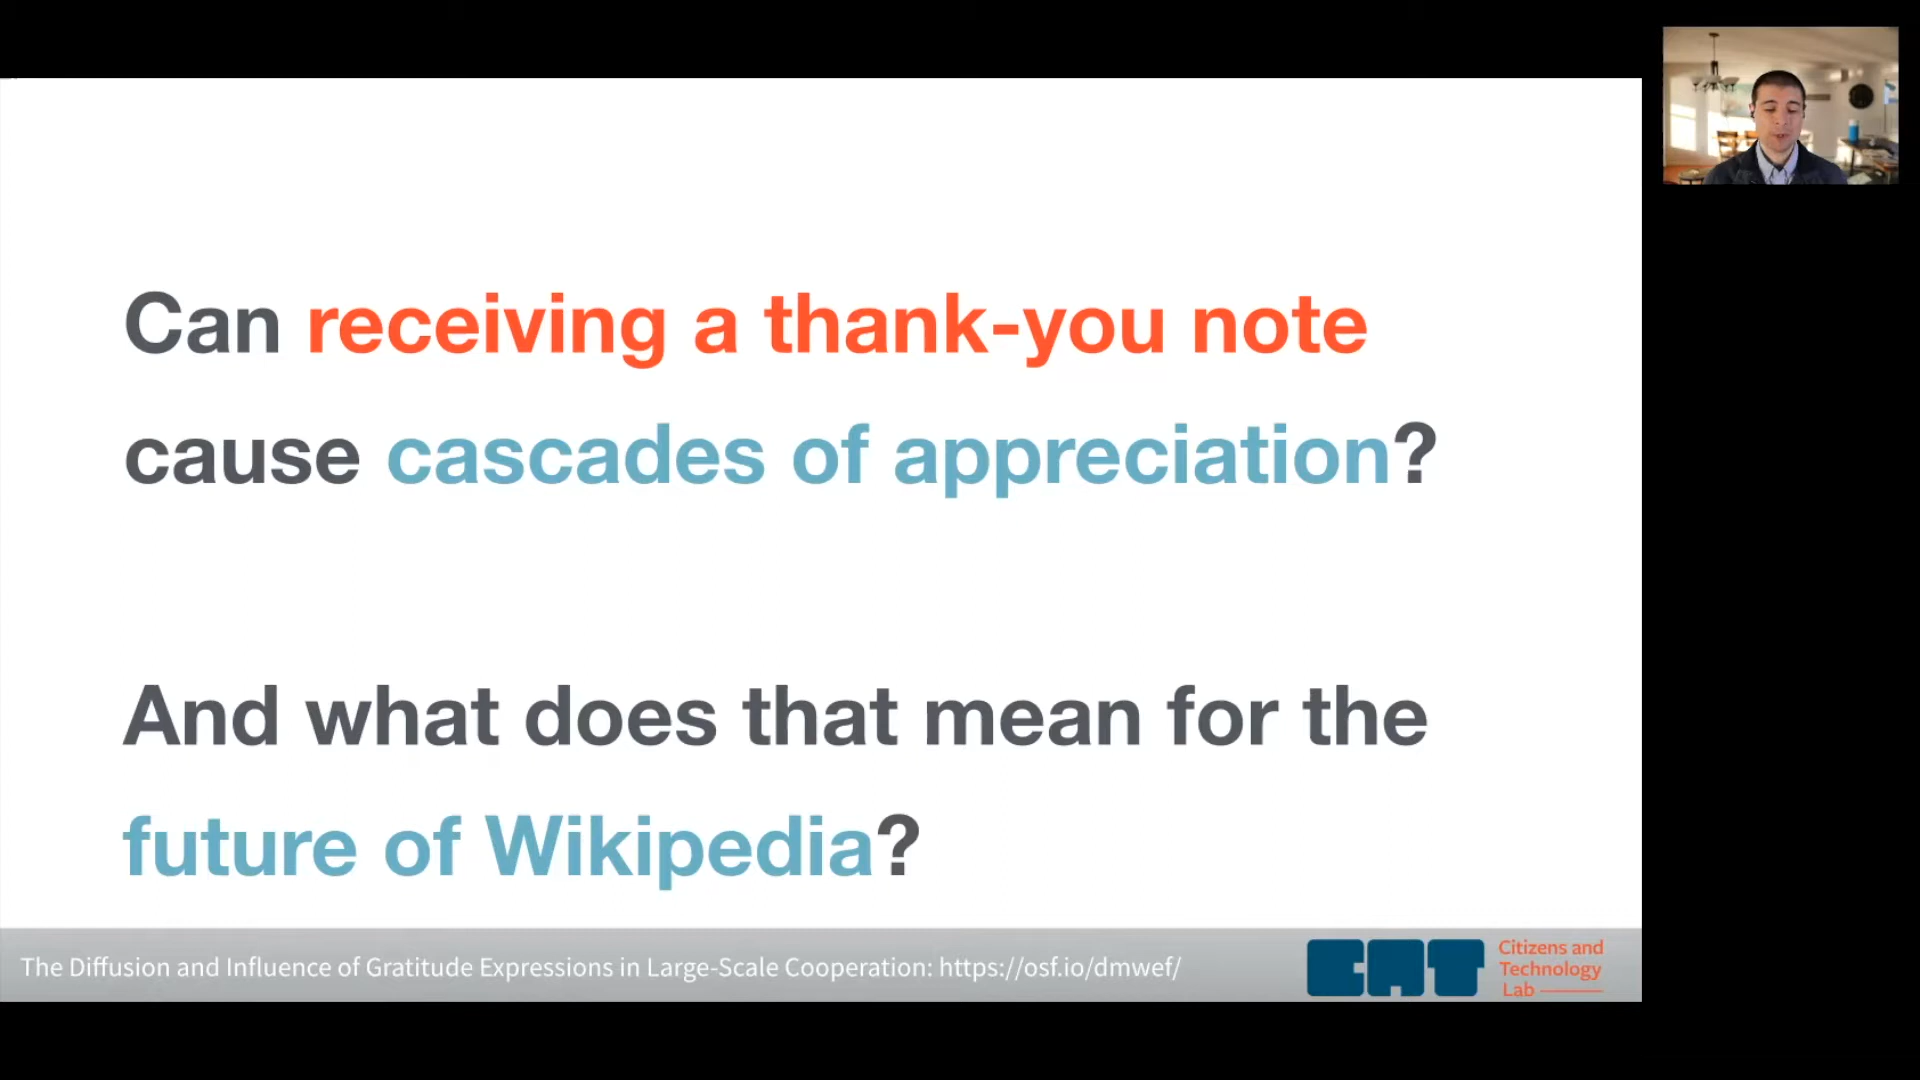 Can receiving a thank-you note
cause cascades of appreciation?
And what does that mean for the
future of Wikipedia?
The Diffusion and Influence of Gratitude Expressions in Large-Scale Cooperation: https://osf.io/dmwef/
CAT
Citizens and
Technology
Lab